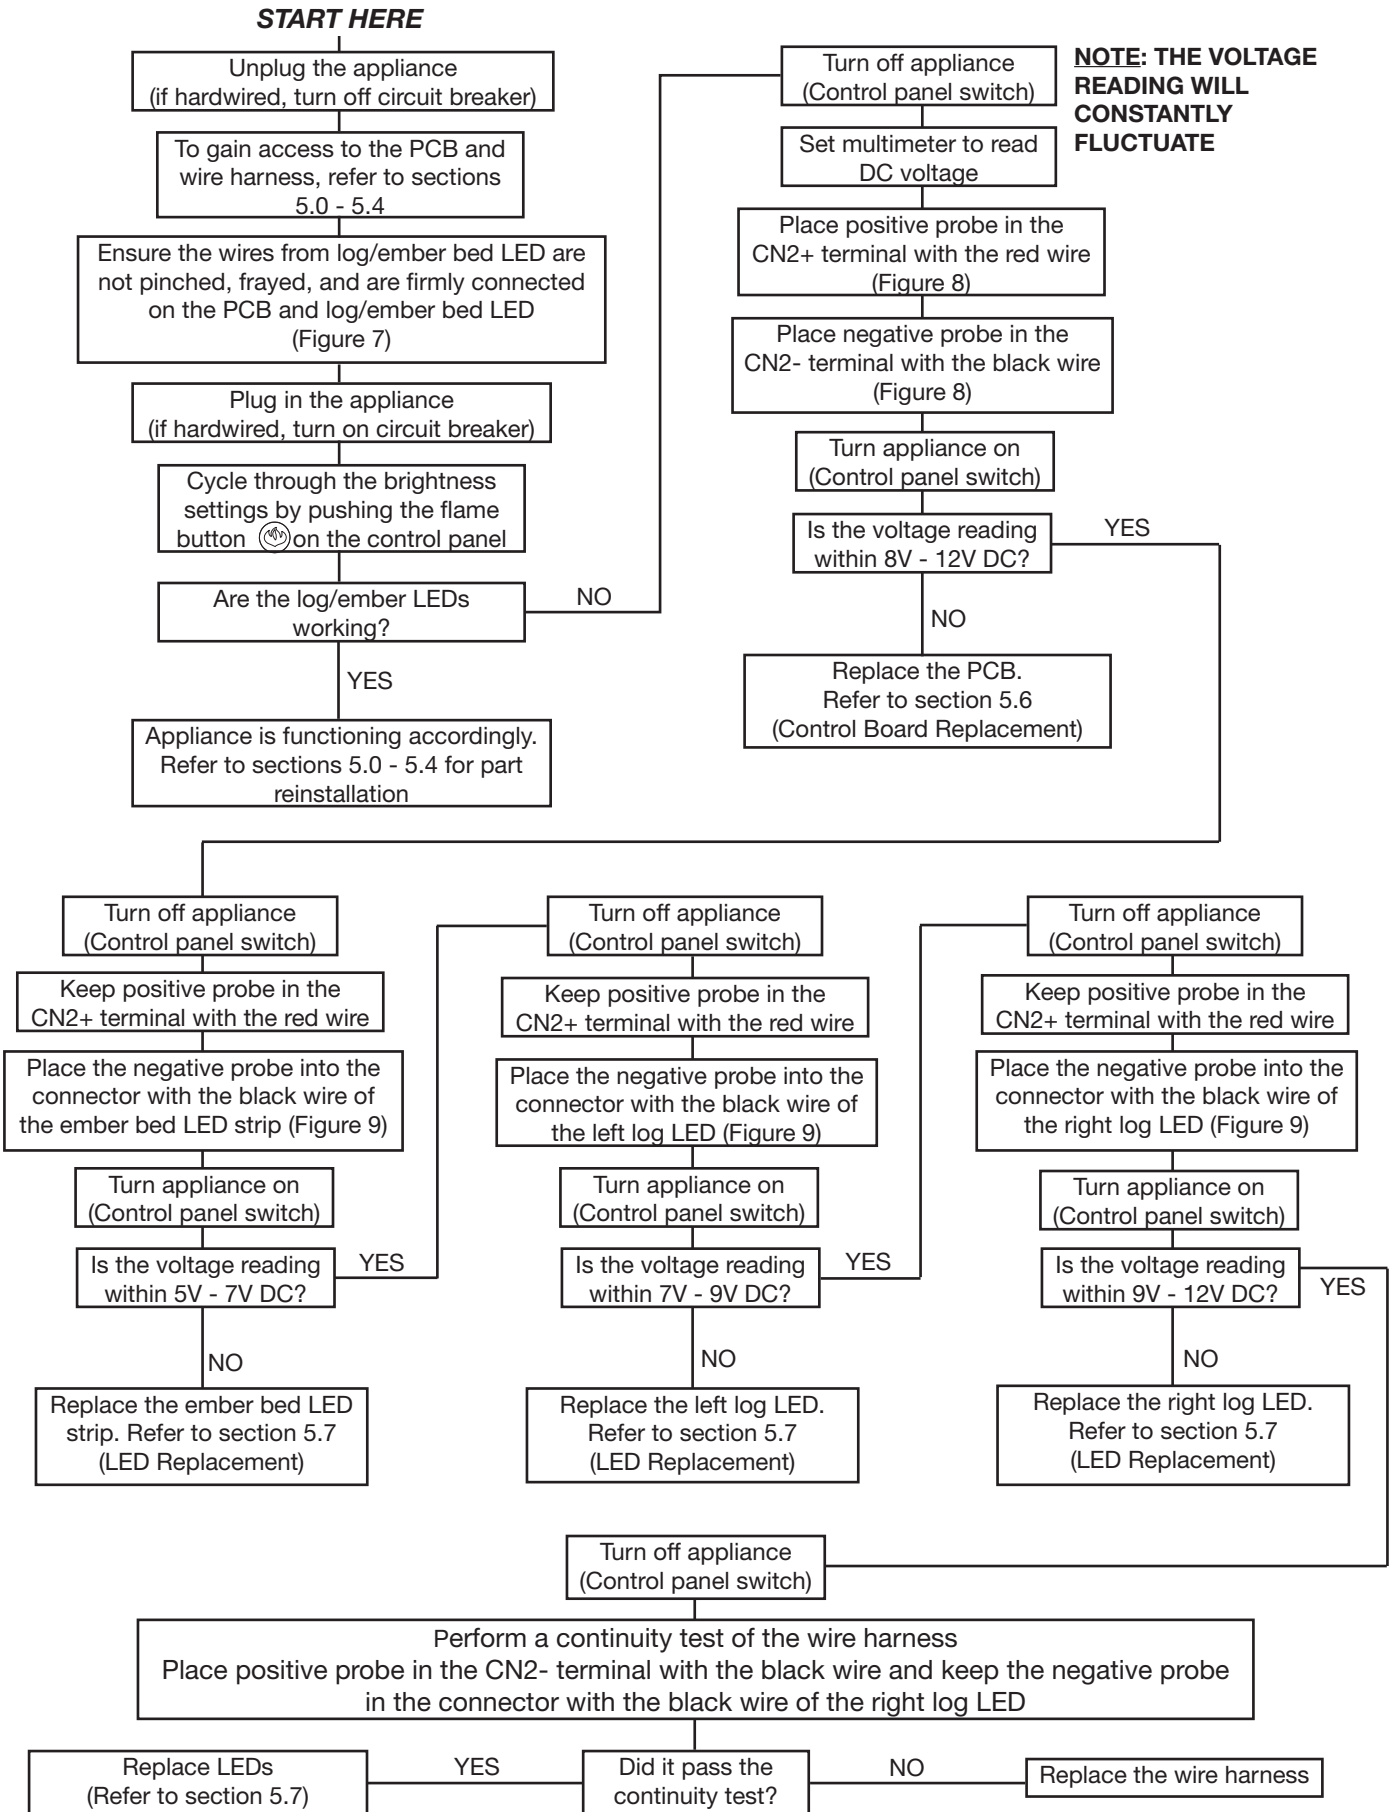 START HERE
Unplug the appliance
(if hardwired, turn off circuit breaker)
To gain access to the PCB and
wire harness, refer to sections
5.0 - 5.4
Ensure the wires from log/ember bed LED are
not pinched, frayed, and are firmly connected
on the PCB and log/ember bed LED
(Figure 7)
Plug in the appliance
(if hardwired, turn on circuit breaker)
Cycle through the brightness
settings by pushing the flame
button on the control panel
Are the log/ember LEDs
working?
NO
YES
Appliance is functioning accordingly.
Refer to sections 5.0 - 5.4 for part
reinstallation
Turn off appliance
(Control panel switch)
NOTE: THE VOLTAGE
READING WILL
CONSTANTLY
FLUCTUATE
Set multimeter to read
DC voltage
Place positive probe in the
CN2+ terminal with the red wire
(Figure 8)
Place negative probe in the
CN2- terminal with the black wire
(Figure 8)
Turn appliance on
(Control panel switch)
Is the voltage reading
within 8V - 12V DC?
YES
NO
Replace the PCB.
Refer to section 5.6
(Control Board Replacement)
Turn off appliance
(Control panel switch)
Keep positive probe in the
CN2+ terminal with the red wire
Place the negative probe into the
connector with the black wire of
the ember bed LED strip (Figure 9)
Turn appliance on
(Control panel switch)
Is the voltage reading
within 5V - 7V DC?
YES
NO
Replace the ember bed LED
strip. Refer to section 5.7
(LED Replacement)
Turn off appliance
(Control panel switch)
Keep positive probe in the
CN2+ terminal with the red wire
Place the negative probe into the
connector with the black wire of
the left log LED (Figure 9)
Turn appliance on
(Control panel switch)
Is the voltage reading
within 7V - 9V DC?
YES
NO
Replace the left log LED.
Refer to section 5.7
(LED Replacement)
Turn off appliance
(Control panel switch)
Keep positive probe in the
CN2+ terminal with the red wire
Place the negative probe into the
connector with the black wire of
the right log LED (Figure 9)
Turn appliance on
(Control panel switch)
Is the voltage reading
within 9V - 12V DC?
YES
NO
Replace the right log LED.
Refer to section 5.7
(LED Replacement)
Turn off appliance
(Control panel switch)
Perform a continuity test of the wire harness
Place positive probe in the CN2- terminal with the black wire and keep the negative probe
in the connector with the black wire of the right log LED
Did it pass the
continuity test?
YES
Replace LEDs
(Refer to section 5.7)
NO
Replace the wire harness